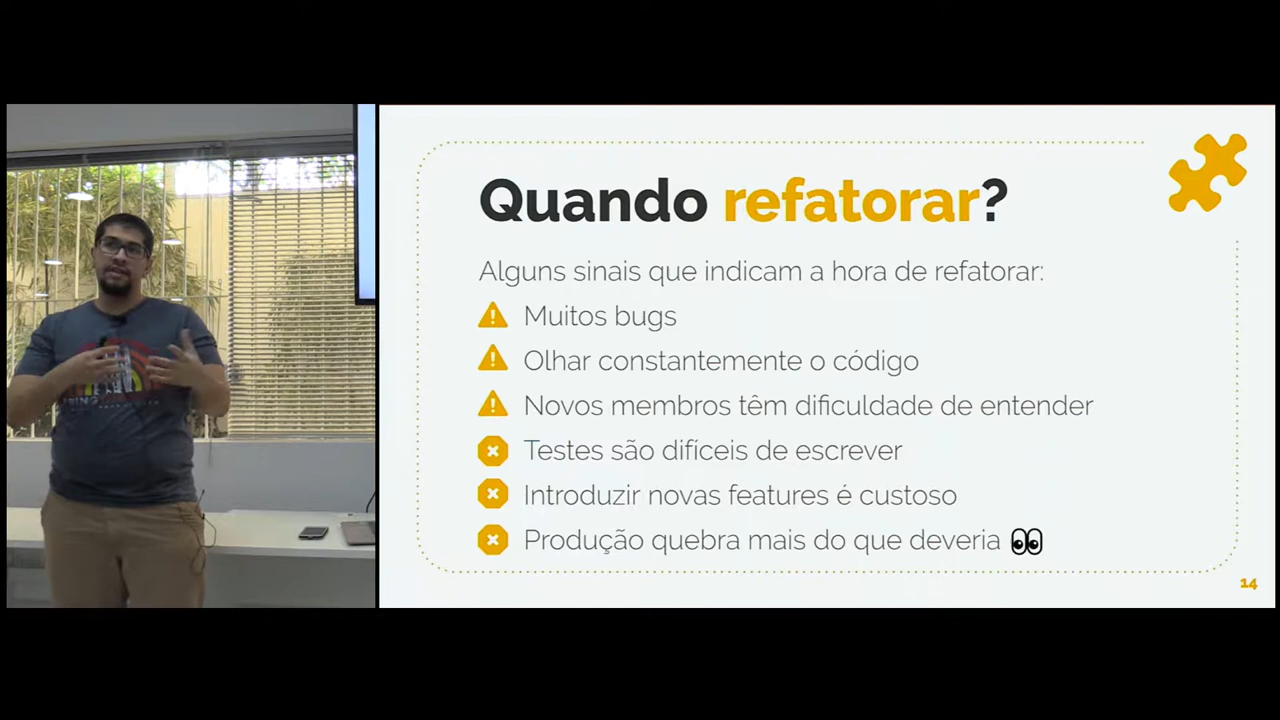 Quando refatorar?
Alguns sinais que indicam a hora de refatorar:
Muitos bugs
Olhar constantemente o código
Novos membros têm dificuldade de entender
Testes são difíceis de escrever
Introduzir novas features é custoso
Produção quebra mais do que deveria 👀
14